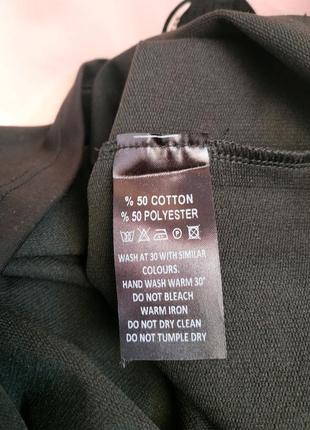 % 50 COTTON
% 50 POLYESTER
WASH AT 30 WITH SIMILAR
COLOURS.
HAND WASH WARM 30°
DO NOT BLEACH
WARM IRON
DO NOT DRY CLEAN
DO NOT TUMPLE DRY